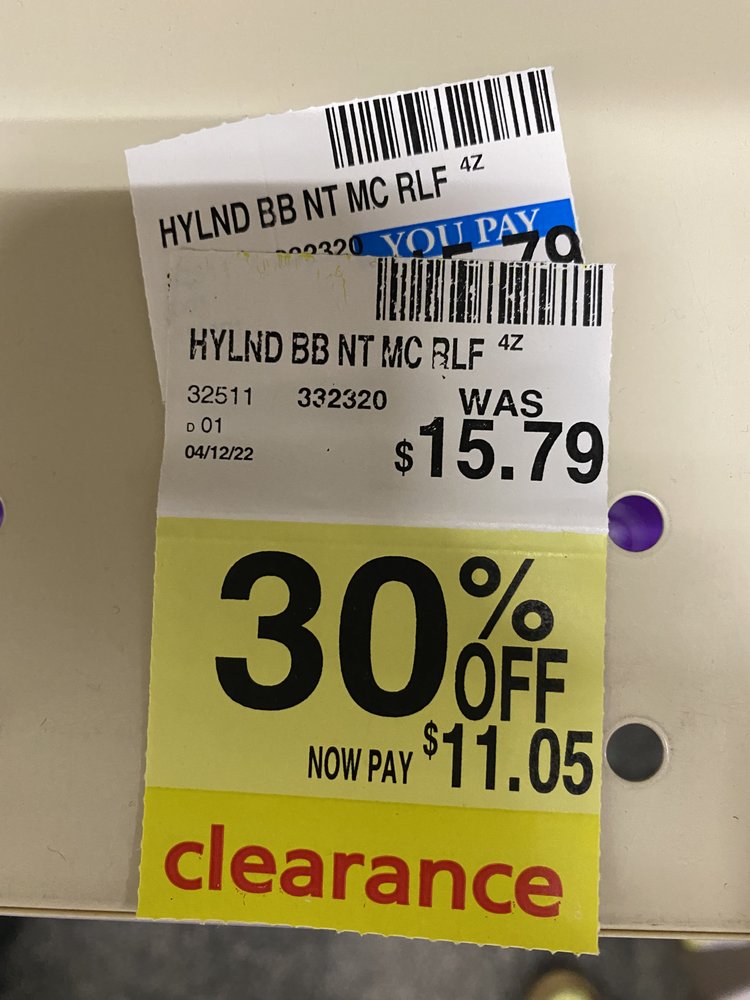 HYLND BB NT MC RLF 4Z
YOU PAY
HYLND BB NT MC RLF 4Z
32511 332320 WAS
D 01
04/12/22 $15.79
30% OFF
NOW PAY $11.05
clearance